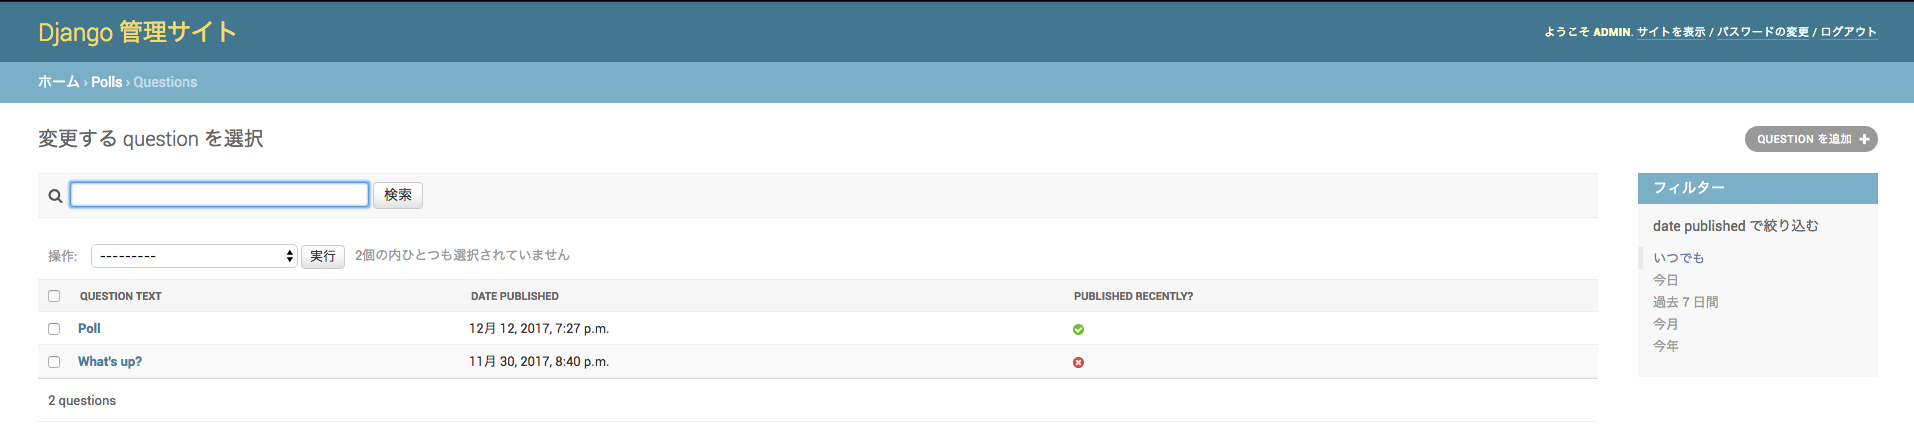 Django 管理サイト
ようこそ ADMIN. サイトを表示 / パスワードの変更 / ログアウト
ホーム › Polls › Questions
変更する question を選択
QUESTION を追加
検索
操作: --------- 実行 2個の内ひとつも選択されていません
QUESTION TEXT DATE PUBLISHED PUBLISHED RECENTLY?
Poll 12月 12, 2017, 7:27 p.m.
What's up? 11月 30, 2017, 8:40 p.m.
2 questions
フィルター
date published で絞り込む
いつでも
今日
過去 7 日間
今月
今年